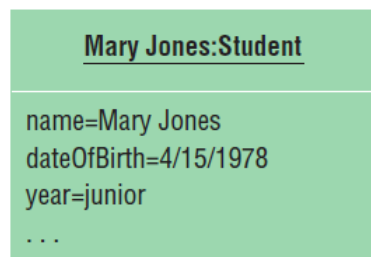 Mary Jones:Student
name=Mary Jones
dateOfBirth=4/15/1978
year=junior
. . .